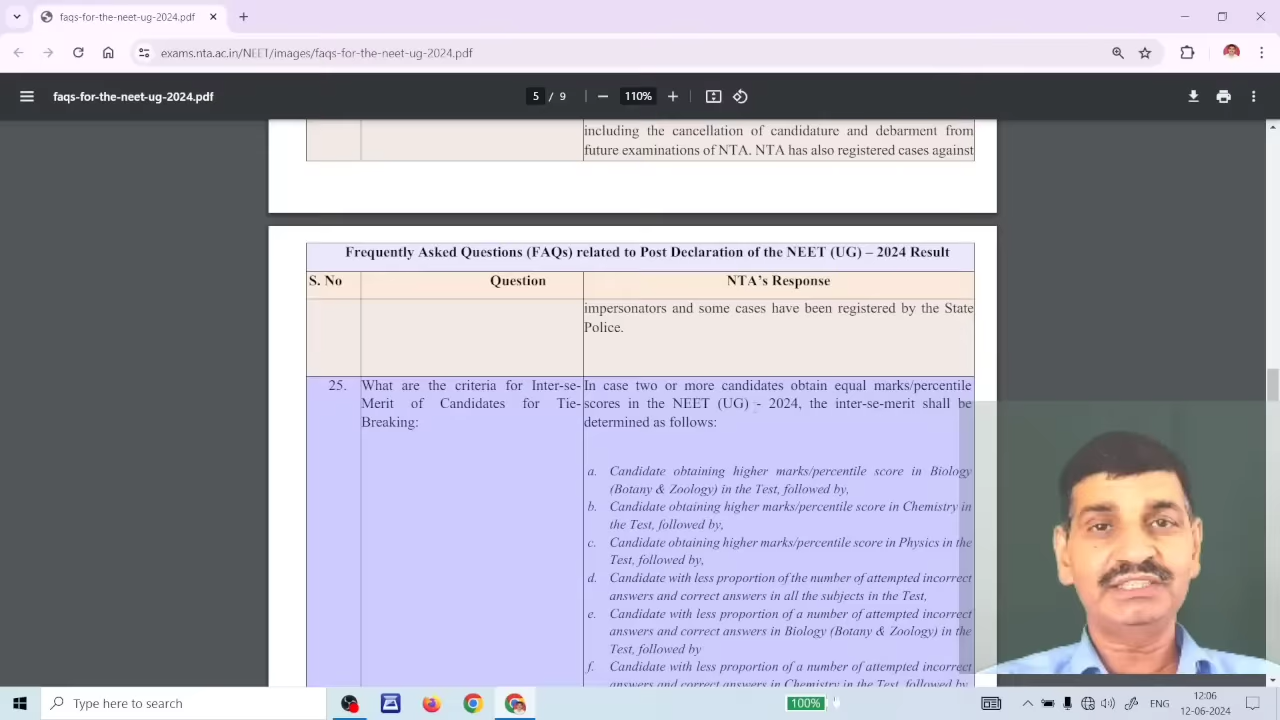 faqs-for-the-neet-ug-2024.pdf
exams.nta.ac.in/NEET/images/faqs-for-the-neet-ug-2024.pdf
faqs-for-the-neet-ug-2024.pdf
5 / 9
110%
including the cancellation of candidature and debarment from
future examinations of NTA. NTA has also registered cases against
Frequently Asked Questions (FAQs) related to Post Declaration of the NEET (UG) – 2024 Result
S. No Question NTA's Response
impersonators and some cases have been registered by the State
Police.
25.
What are the criteria for Inter-se-
Merit of Candidates for Tie-
Breaking:
In case two or more candidates obtain equal marks/percentile
scores in the NEET (UG) - 2024, the inter-se-merit shall be
determined as follows:
a. Candidate obtaining higher marks/percentile score in Biology
(Botany & Zoology) in the Test, followed by,
b. Candidate obtaining higher marks/percentile score in Chemistry in
the Test, followed by,
c. Candidate obtaining higher marks/percentile score in Physics in the
Test, followed by,
d. Candidate with less proportion of the number of attempted incorrect
answers and correct answers in all the subjects in the Test,
e. Candidate with less proportion of a number of attempted incorrect
answers and correct answers in Biology (Botany & Zoology) in the
Test, followed by
f. Candidate with less proportion of a number of attempted incorrect
answers and correct answers in Chemistry in the Test, followed by,
Type here to search
100%
ENG
12:06
12-06-2024